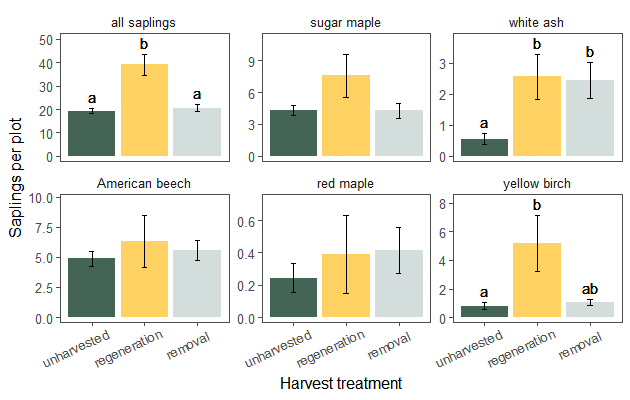 all saplings
sugar maple
white ash
50
40
30
20
10
0
a
b
a
9
6
3
0
3
2
1
0
a
b
b
Saplings per plot
American beech
red maple
yellow birch
10.0
7.5
5.0
2.5
0.0
0.6
0.4
0.2
0.0
8
6
4
2
0
a
b
ab
unharvested
regeneration
removal
unharvested
regeneration
removal
unharvested
regeneration
removal
Harvest treatment